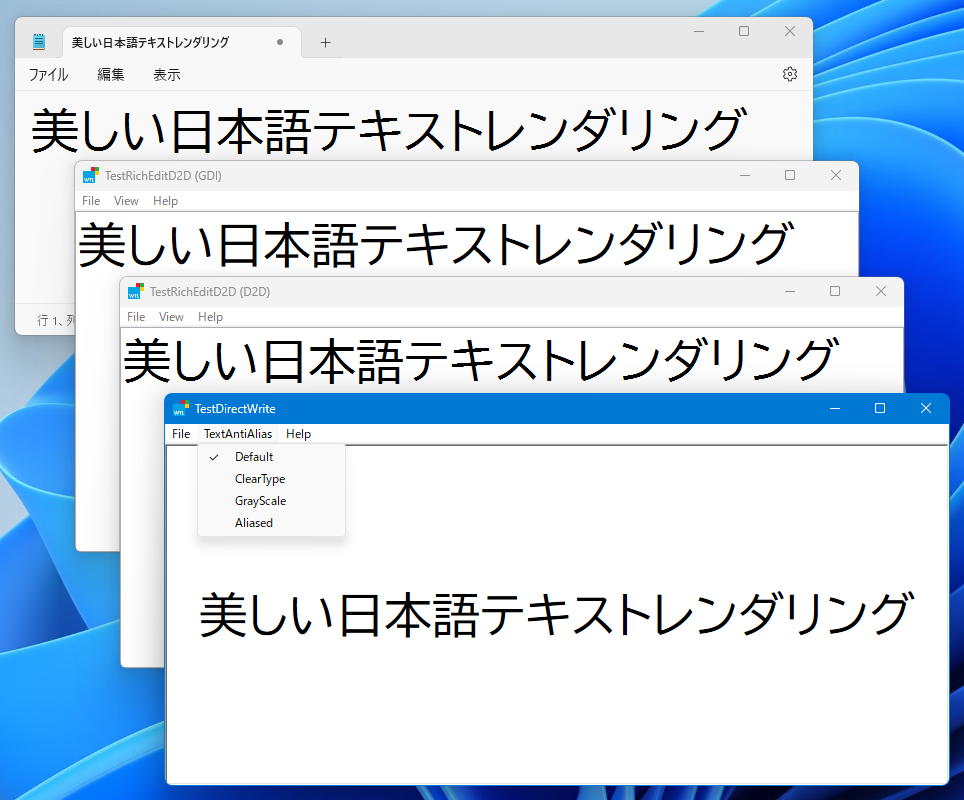 美しい日本語テキストレンダリング
ファイル 編集 表示
美しい日本語テキストレンダリング
行 1、
TestRichEditD2D (GDI)
File View Help
美しい日本語テキストレンダリング
TestRichEditD2D (D2D)
File View Help
美しい日本語テキストレンダリング
TestDirectWrite
File TextAntiAlias Help
Default
ClearType
GrayScale
Aliased
美しい日本語テキストレンダリング